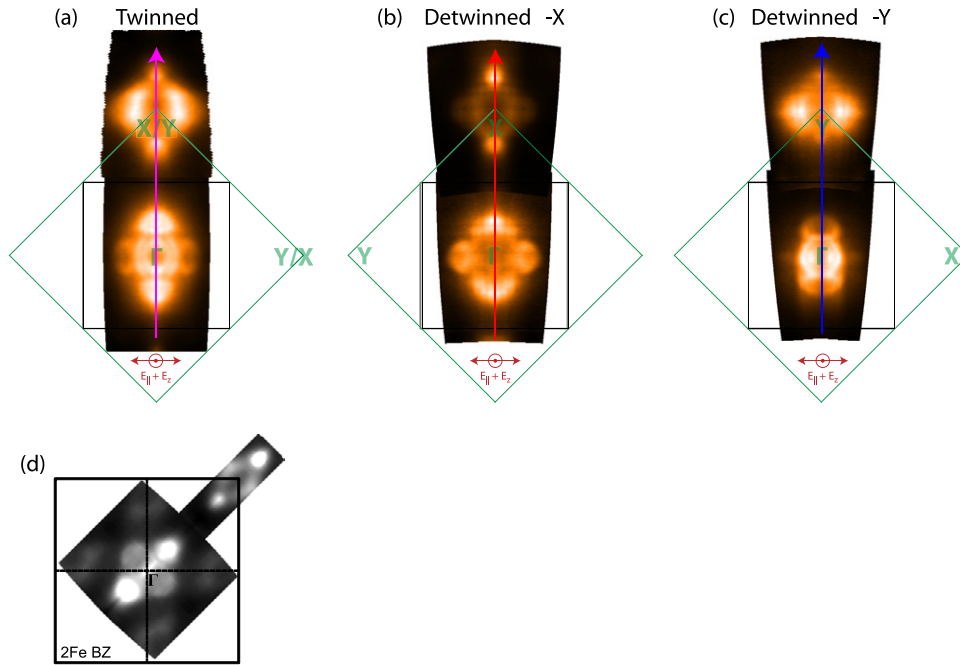 (a) Twinned
(b) Detwinned -X
(c) Detwinned -Y
X/Y
Γ
Y/X
E|| + Ez
X
Y
Γ
E|| + Ez
Y
Γ
X
E|| + Ez
(d)
Γ
2Fe BZ